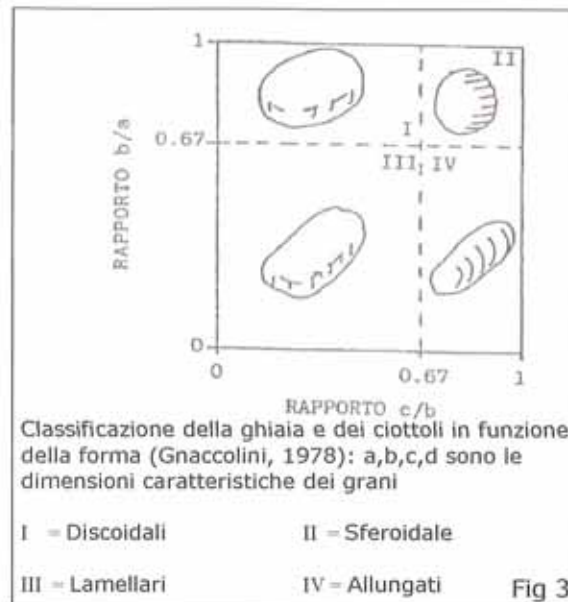 1
II
RAPPORTO b/a
I
0.67
III
IV
0
0
0.67
1
RAPPORTO c/b
Classificazione della ghiaia e dei ciottoli in funzione
della forma (Gnaccolini, 1978): a,b,c,d sono le
dimensioni caratteristiche dei grani
I = Discoidali II = Sferoidale
III = Lamellari IV = Allungati Fig 3